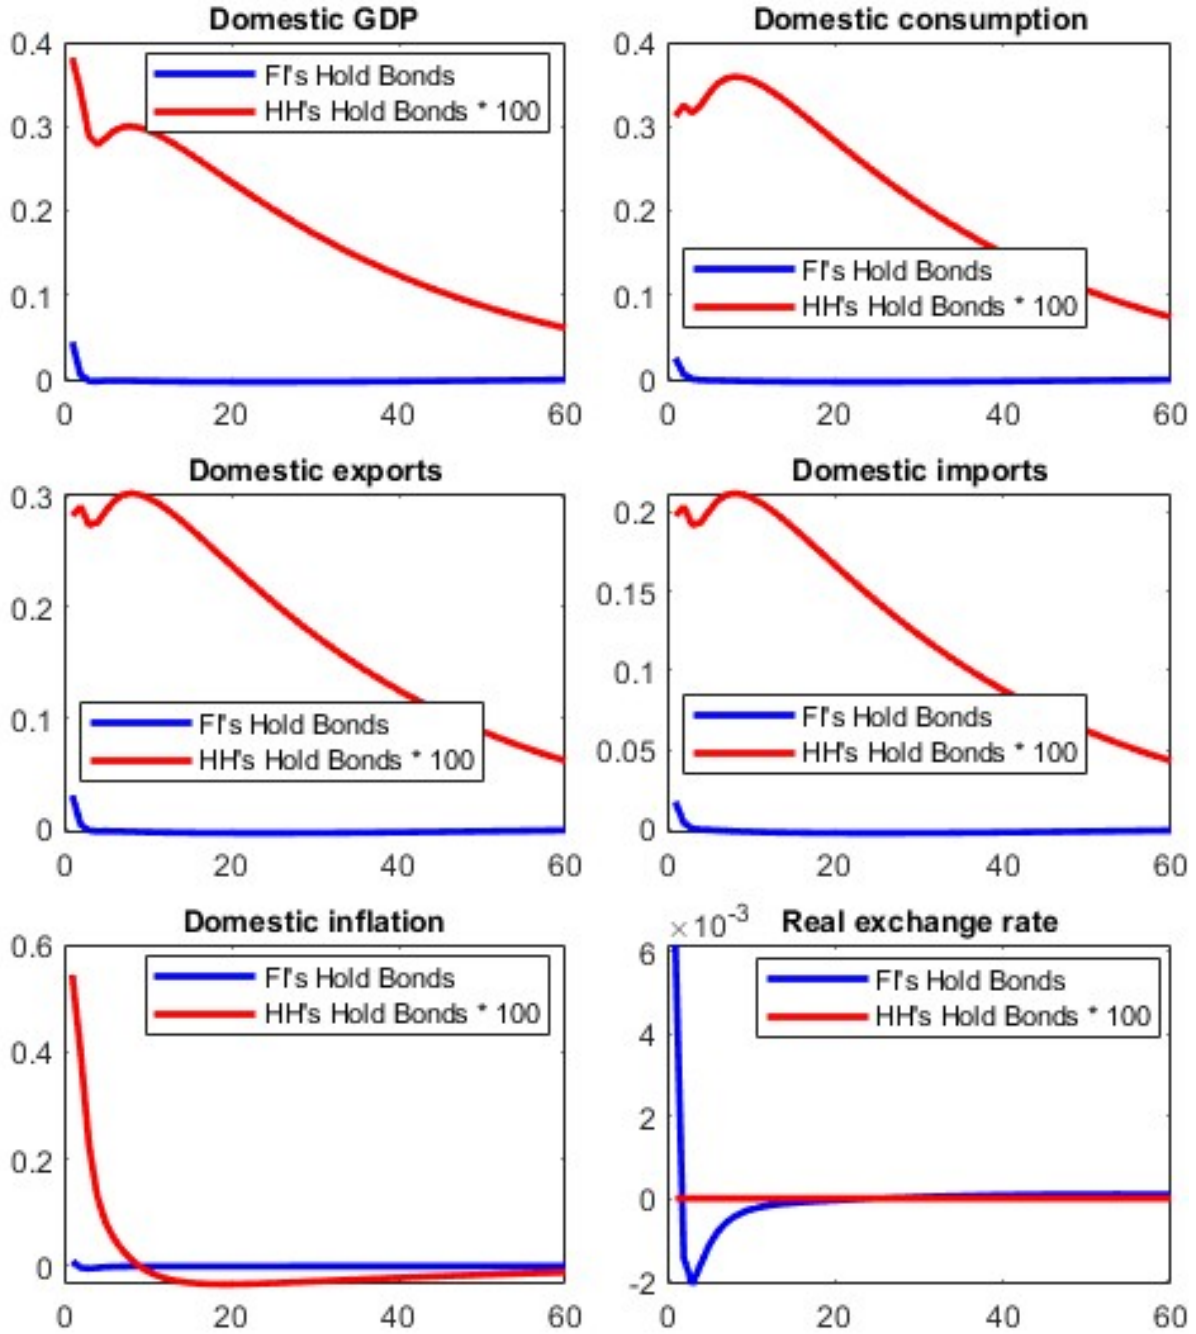 Domestic GDP
0.4
0.3
0.2
0.1
0
0 20 40 60
FI's Hold Bonds
HH's Hold Bonds * 100
Domestic consumption
0.4
0.3
0.2
0.1
0
0 20 40 60
FI's Hold Bonds
HH's Hold Bonds * 100
Domestic exports
0.3
0.2
0.1
0
0 20 40 60
FI's Hold Bonds
HH's Hold Bonds * 100
Domestic imports
0.2
0.15
0.1
0.05
0
0 20 40 60
FI's Hold Bonds
HH's Hold Bonds * 100
Domestic inflation
0.6
0.4
0.2
0
0 20 40 60
FI's Hold Bonds
HH's Hold Bonds * 100
×10⁻³ Real exchange rate
6
4
2
0
-2
0 20 40 60
FI's Hold Bonds
HH's Hold Bonds * 100